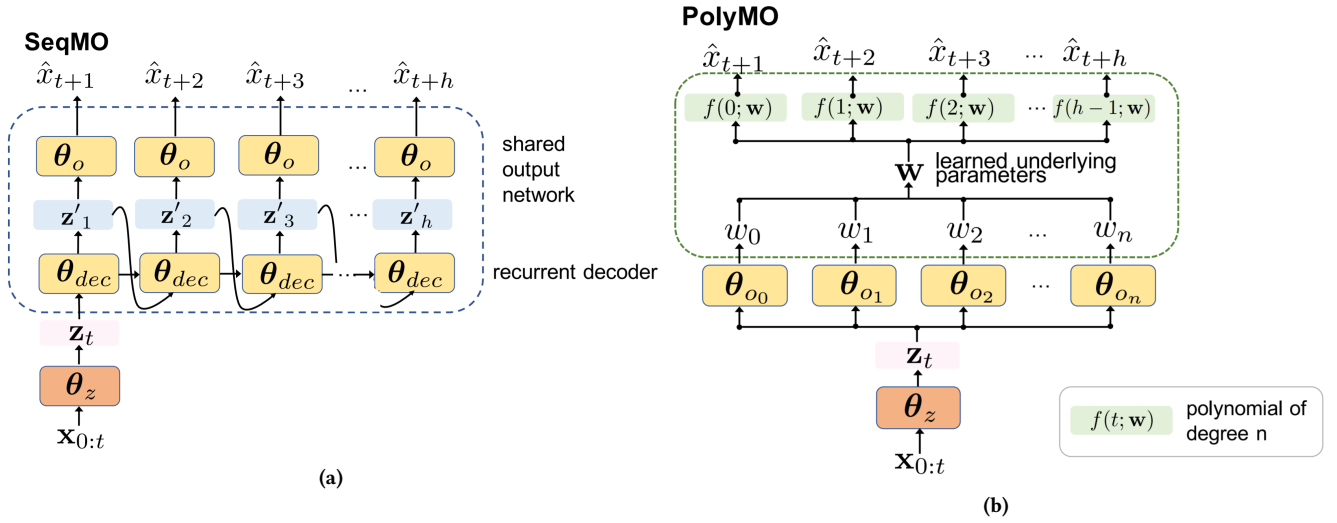 SeqMO
x̂t+1 x̂t+2 x̂t+3 ... x̂t+h
θo θo θo ... θo
shared
output
network
z'1 z'2 z'3 ... z'h
θdec θdec θdec ... θdec
recurrent decoder
zt
θz
x0:t
(a)
PolyMO
x̂t+1 x̂t+2 x̂t+3 ... x̂t+h
f(0; w) f(1; w) f(2; w) ... f(h − 1; w)
w learned underlying
parameters
w0 w1 w2 ... wn
θo0 θo1 θo2 ... θon
zt
θz
x0:t
f(t; w) polynomial of
degree n
(b)